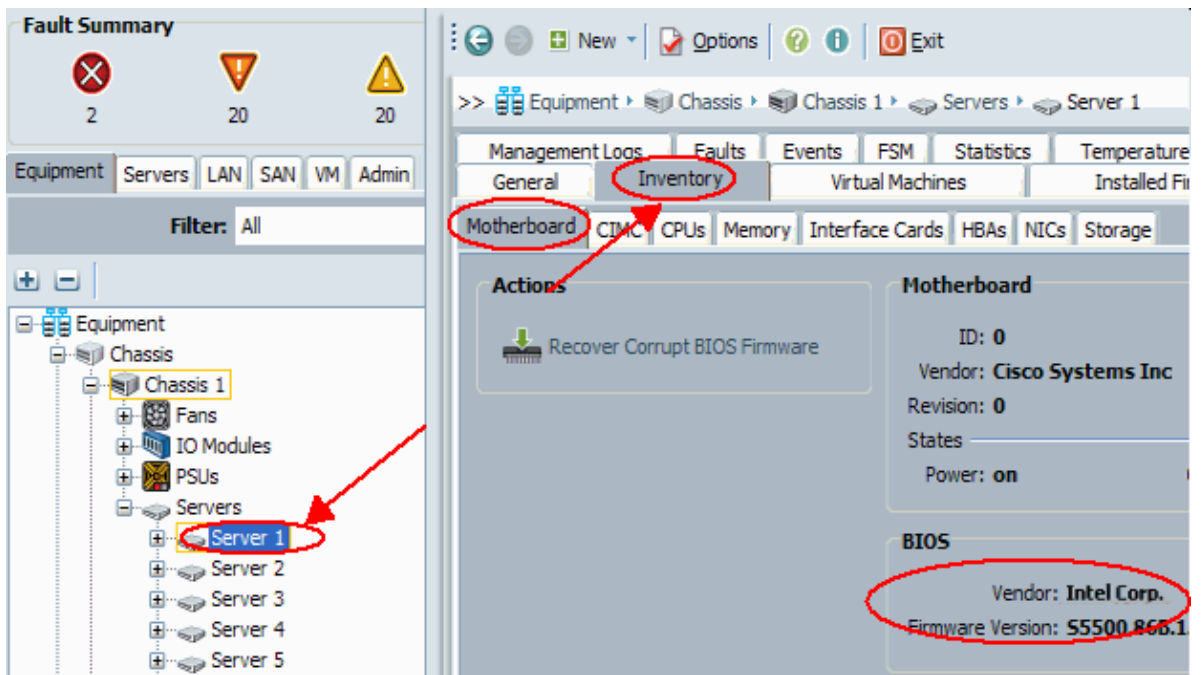 Fault Summary
2
20
20
Equipment
Servers
LAN
SAN
VM
Admin
Filter: All
Equipment
Chassis
Chassis 1
Fans
IO Modules
PSUs
Servers
Server 1
Server 2
Server 3
Server 4
Server 5
New
Options
Exit
>> Equipment Chassis Chassis 1 Servers Server 1
Management Logs
Faults
Events
FSM
Statistics
Temperature
General
Inventory
Virtual Machines
Installed Fi
Motherboard
CIMC
CPUs
Memory
Interface Cards
HBAs
NICs
Storage
Actions
Recover Corrupt BIOS Firmware
Motherboard
ID: 0
Vendor: Cisco Systems Inc
Revision: 0
States
Power: on
BIOS
Vendor: Intel Corp.
Firmware Version: S5500.86B.1.